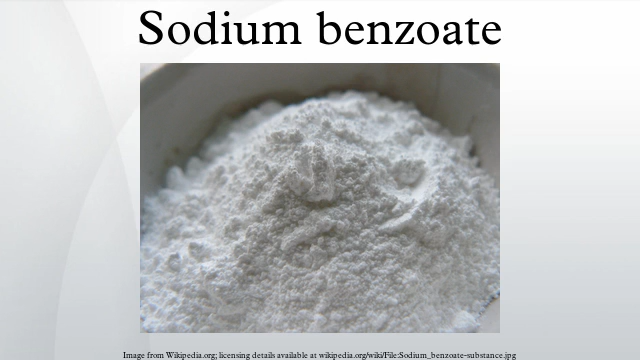 Sodium benzoate
Image from Wikipedia.org; licensing details available at wikipedia.org/wiki/File:Sodium_benzoate-substance.jpg